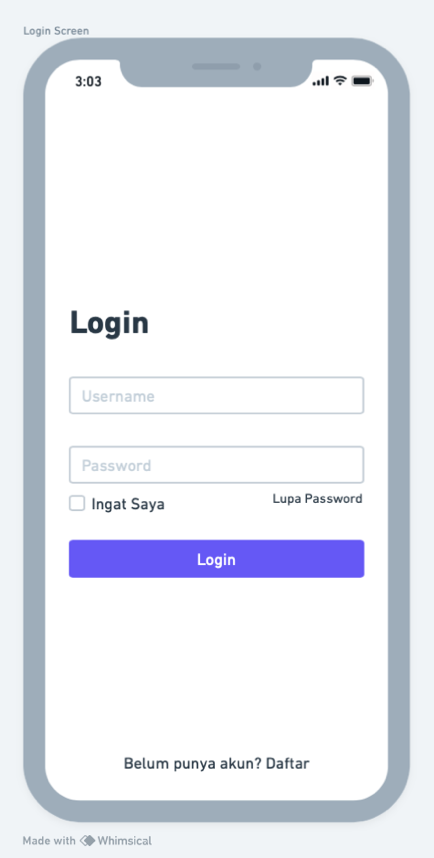 Login Screen
3:03
Login
Username
Password
Ingat Saya
Lupa Password
Login
Belum punya akun? Daftar
Made with Whimsical